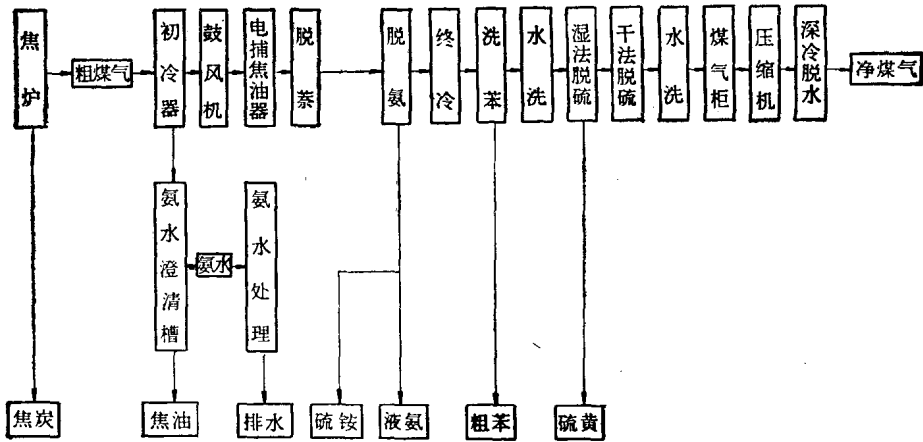 焦炉
粗煤气
初冷器
鼓风机
电捕焦油器
脱萘
脱氨
终冷
洗苯
水洗
湿法脱硫
干法脱硫
水洗
煤气柜
压缩机
深冷脱水
净煤气
氨水澄清槽
氨水
氨水处理
焦炭
焦油
排水
硫铵
液氨
粗苯
硫黄